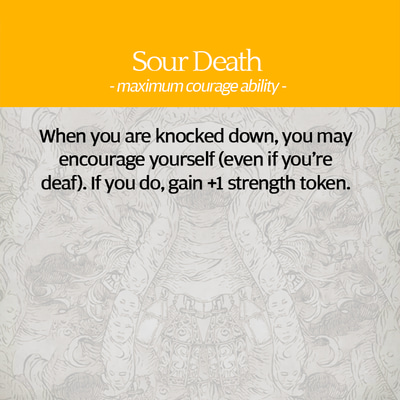 Sour Death
- maximum courage ability -
When you are knocked down, you may
encourage yourself (even if you’re
deaf). If you do, gain +1 strength token.